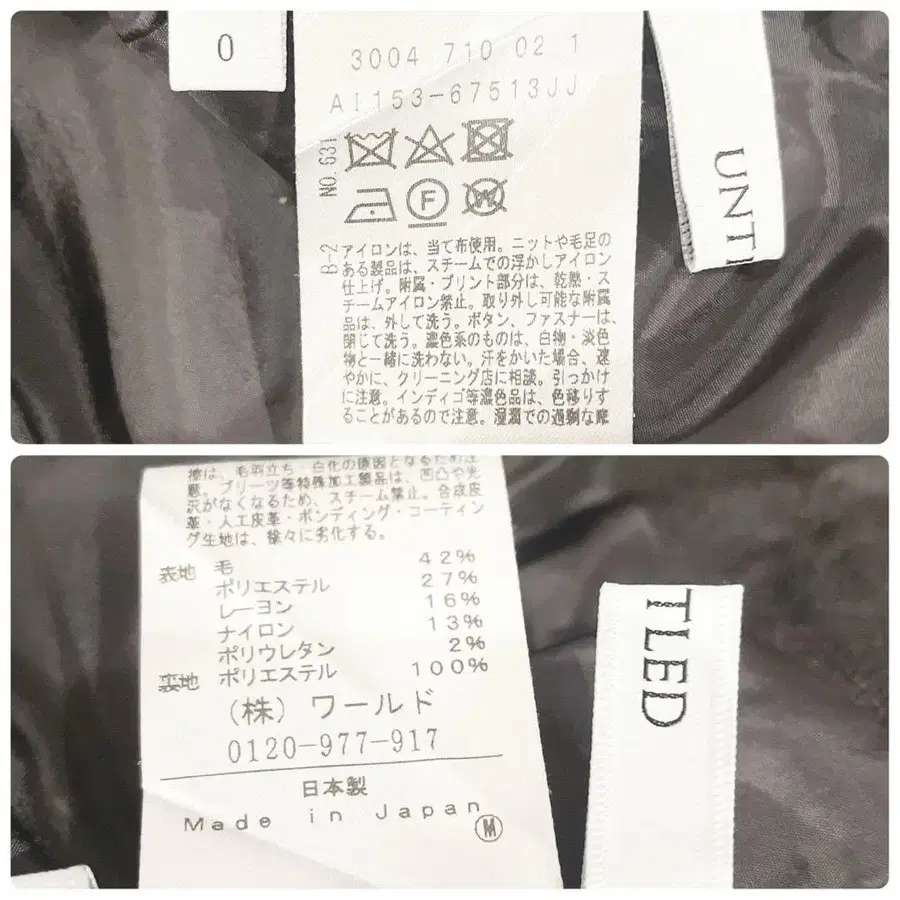 0
3004 710 02 1
AI153-67513JJ
NO. 631
F
W
B-2
アイロンは、当て布使用。ニットや毛足の
ある製品は、スチームでの浮かしアイロン
仕上げ。附属・プリント部分は、乾熱・ス
チームアイロン禁止。取り外し可能な附属
品は、外して洗う。ボタン、ファスナーは、
閉じて洗う。濃色系のものは、白物・淡色
物と一緒に洗わない。汗をかいた場合、速
やかに、クリーニング店に相談。引っかけ
に注意。インディゴ等濃色品は、色移りす
ることがあるので注意。湿潤での過剰な摩
UNTI
擦は、毛羽立ち・白化の原因となるため注
意。プリーツ等特殊加工製品は、凹凸や光
沢がなくなるため、スチーム禁止。合成皮
革・人工皮革・ボンディング・コーティン
グ生地は、徐々に劣化する。
表地 毛 42%
ポリエステル 27%
レーヨン 16%
ナイロン 13%
ポリウレタン 2%
裏地 ポリエステル 100%
(株) ワールド
0120-977-917
日本製
Made in Japan
M
TLED